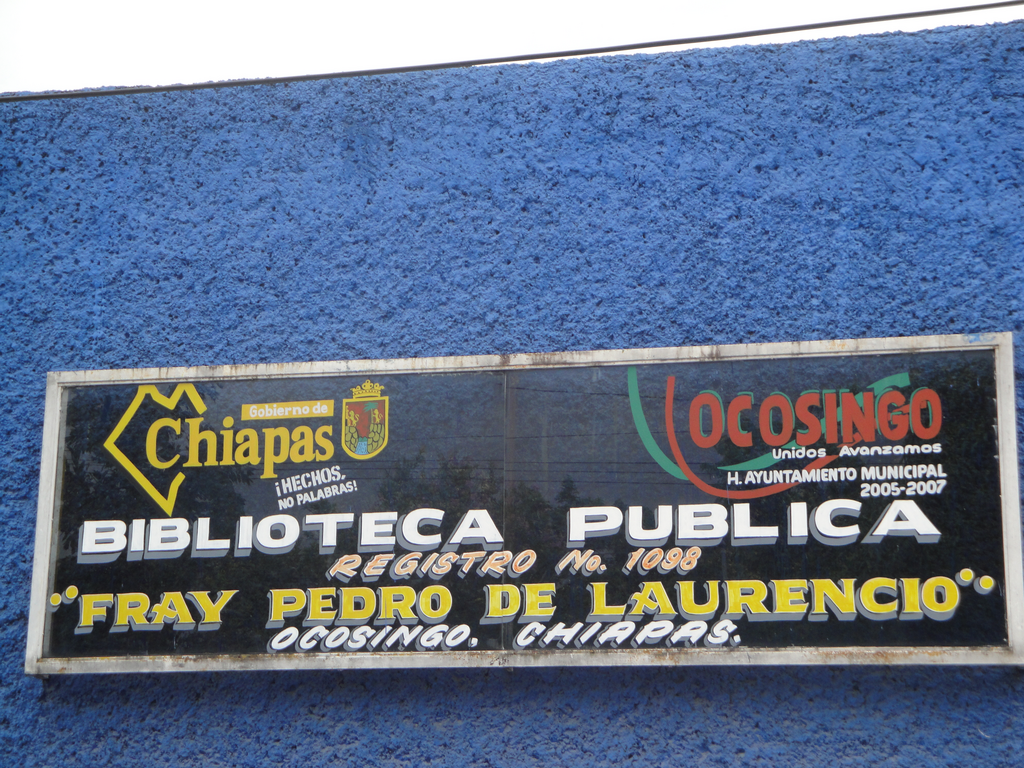 Gobierno de
Chiapas
¡HECHOS,
NO PALABRAS!
OCOSINGO
Unidos Avanzamos
H. AYUNTAMIENTO MUNICIPAL
2005-2007
BIBLIOTECA PUBLICA
REGISTRO No. 1098
"FRAY PEDRO DE LAURENCIO"
OCOSINGO, CHIAPAS.